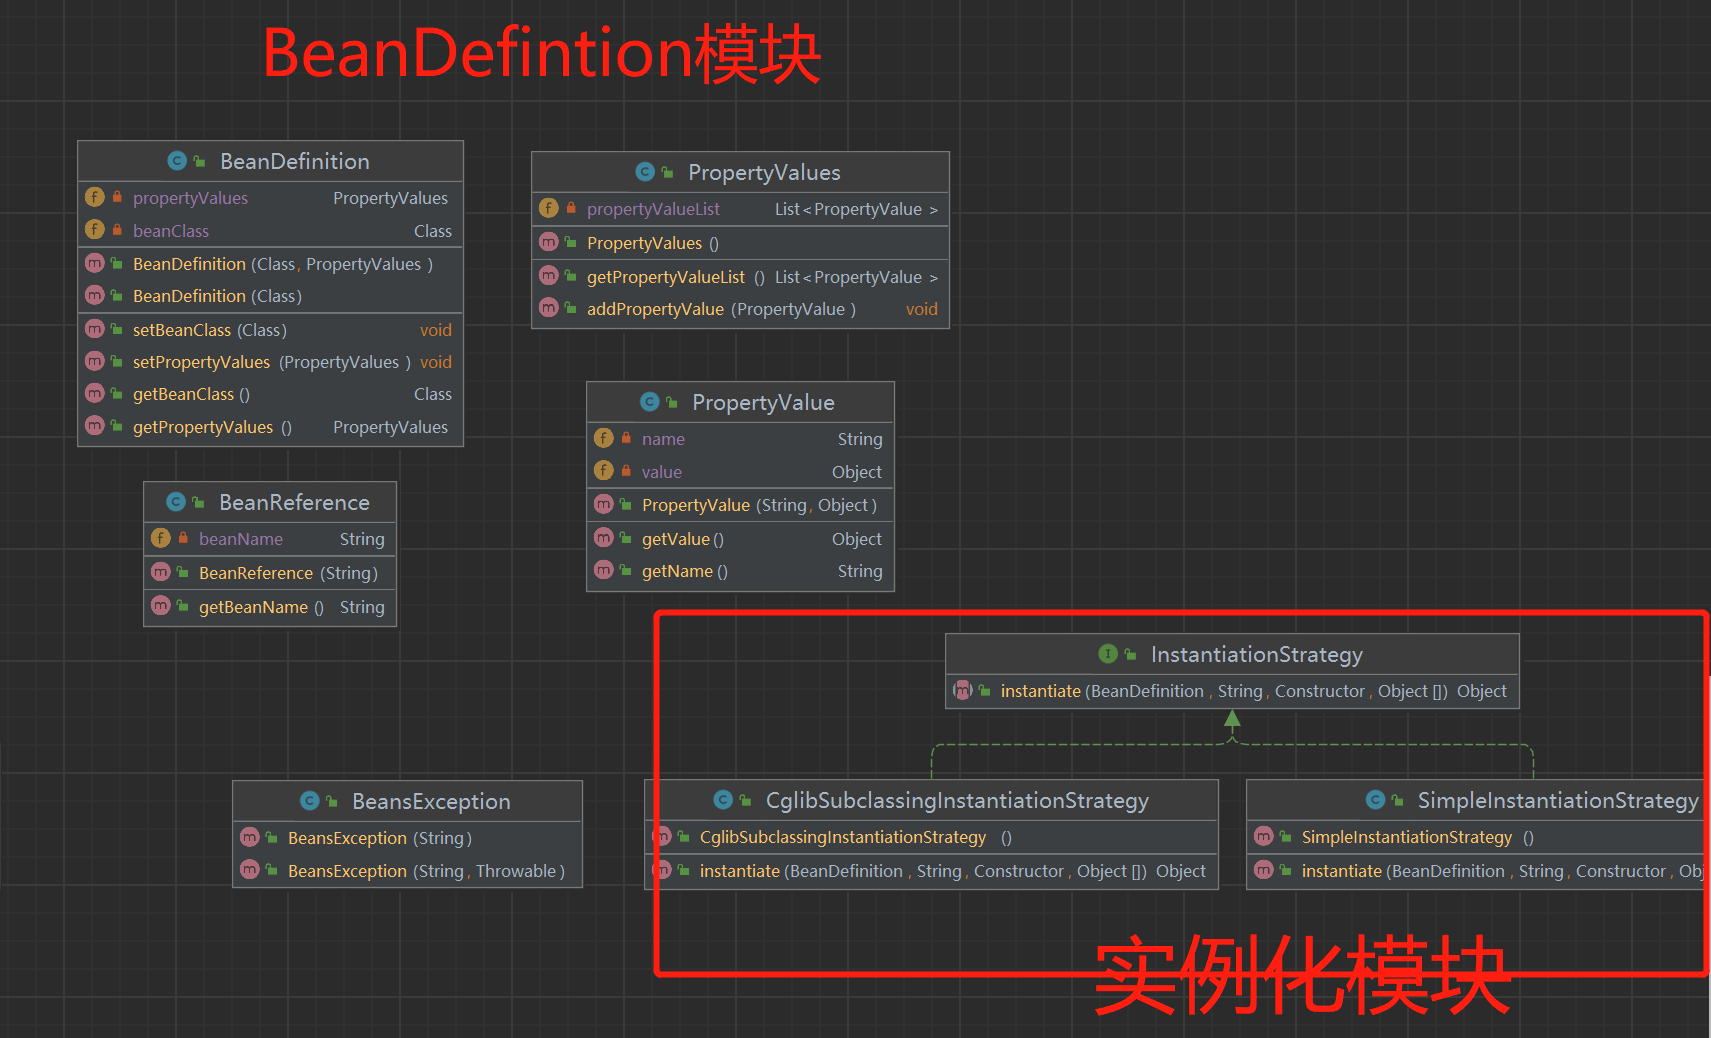 BeanDefintion模块
BeanDefinition
propertyValues PropertyValues
beanClass Class
BeanDefinition (Class, PropertyValues )
BeanDefinition (Class)
setBeanClass (Class) void
setPropertyValues (PropertyValues ) void
getBeanClass () Class
getPropertyValues () PropertyValues
PropertyValues
propertyValueList List<PropertyValue >
PropertyValues ()
getPropertyValueList () List<PropertyValue >
addPropertyValue (PropertyValue ) void
PropertyValue
name String
value Object
PropertyValue (String, Object)
getValue () Object
getName () String
BeanReference
beanName String
BeanReference (String)
getBeanName () String
InstantiationStrategy
instantiate (BeanDefinition , String, Constructor , Object []) Object
BeansException
BeansException (String)
BeansException (String, Throwable )
CglibSubclassingInstantiationStrategy
CglibSubclassingInstantiationStrategy ()
instantiate (BeanDefinition , String, Constructor , Object []) Object
SimpleInstantiationStrategy
SimpleInstantiationStrategy ()
instantiate (BeanDefinition , String, Constructor , Obj
实例化模块